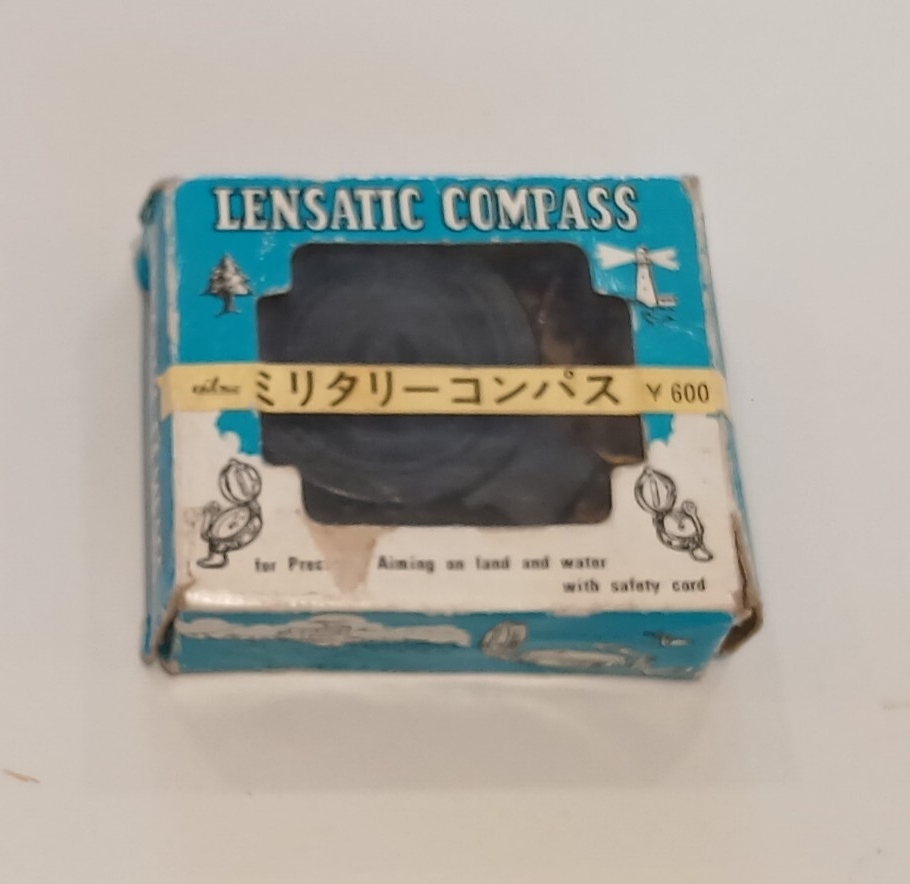 LENSATIC COMPASS
ミリタリーコンパス ¥600
for Aiming on land and water
with safety cord